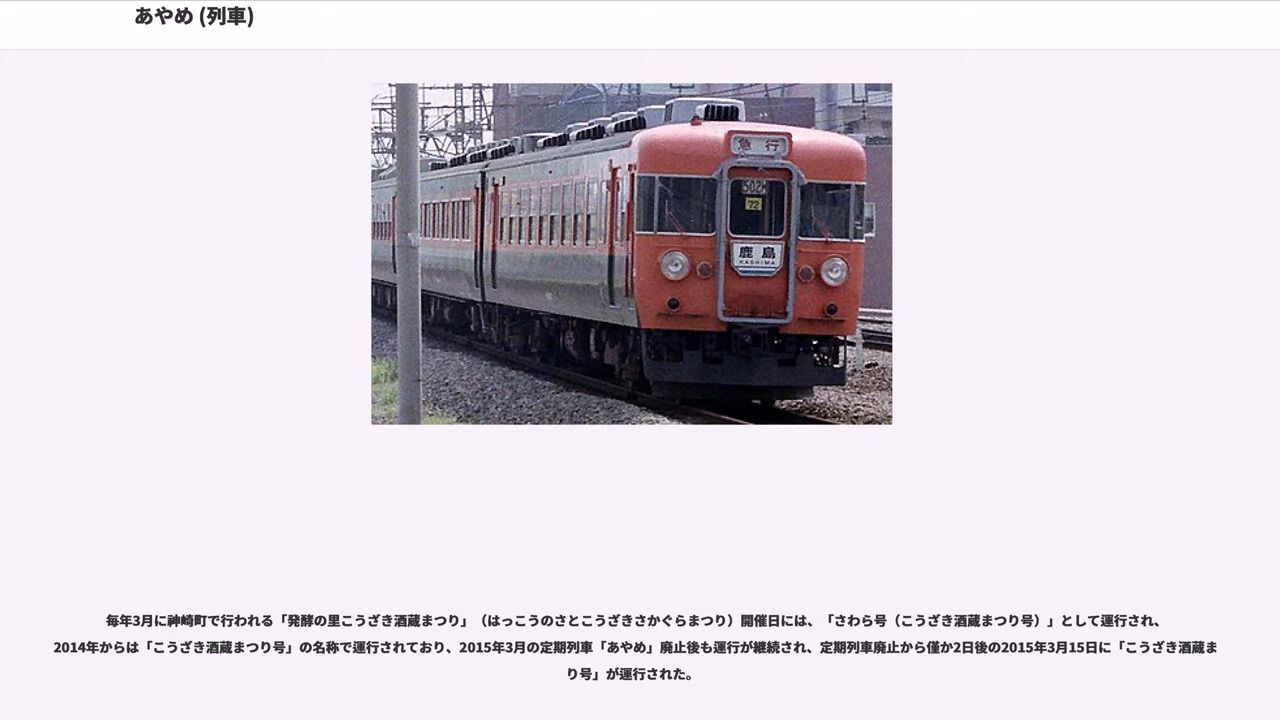 あやめ (列車)
急行
502M
72
鹿島
KASHIMA
毎年3月に神崎町で行われる「発酵の里こうざき酒蔵まつり」（はっこうのさとこうざきさかぐらまつり）開催日には、「さわら号（こうざき酒蔵まつり号）」として運行され、
2014年からは「こうざき酒蔵まつり号」の名称で運行されており、2015年3月の定期列車「あやめ」廃止後も運行が継続され、定期列車廃止から僅か2日後の2015年3月15日に「こうざき酒蔵ま
り号」が運行された。